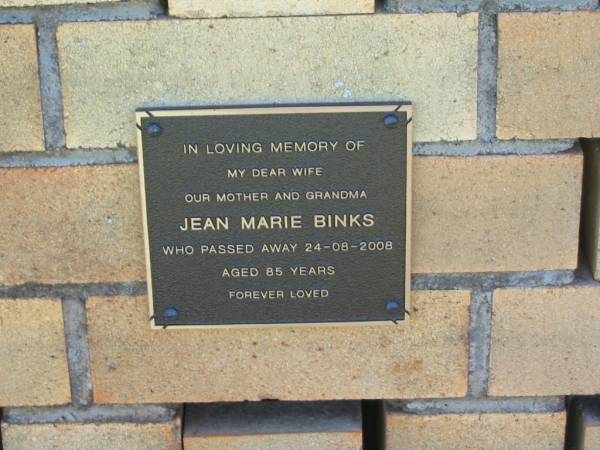 IN LOVING MEMORY OF
MY DEAR WIFE
OUR MOTHER AND GRANDMA
JEAN MARIE BINKS
WHO PASSED AWAY 24-08-2008
AGED 85 YEARS
FOREVER LOVED